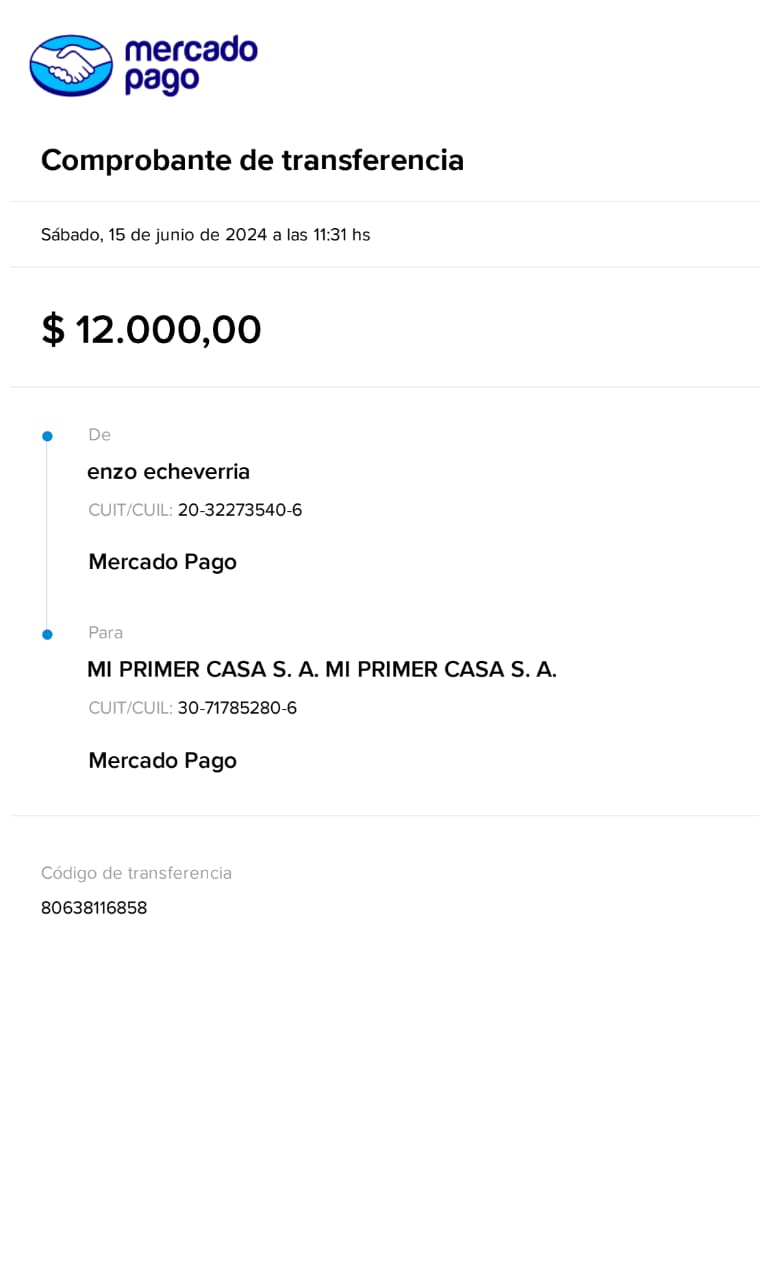 mercado
pago
Comprobante de transferencia
Sábado, 15 de junio de 2024 a las 11:31 hs
$ 12.000,00
De
enzo echeverria
CUIT/CUIL: 20-32273540-6
Mercado Pago
Para
MI PRIMER CASA S. A. MI PRIMER CASA S. A.
CUIT/CUIL: 30-71785280-6
Mercado Pago
Código de transferencia
80638116858